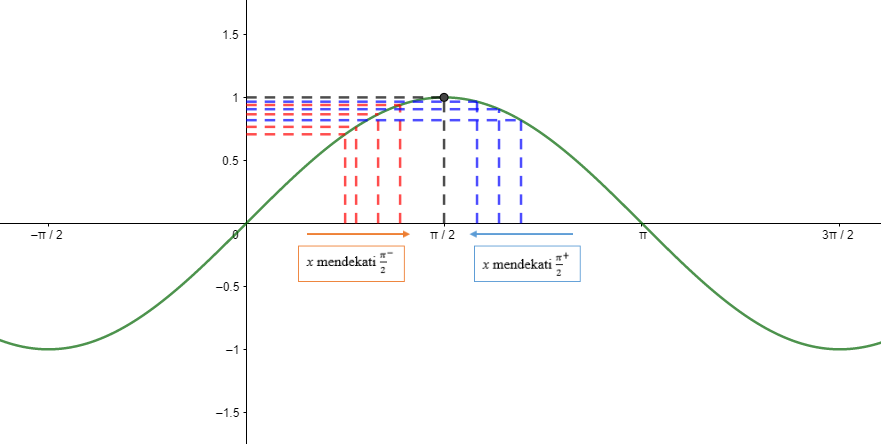 1.5
1
0.5
−π / 2
0
π / 2
π
3π / 2
x mendekati π⁻/2
x mendekati π⁺/2
−0.5
−1
−1.5